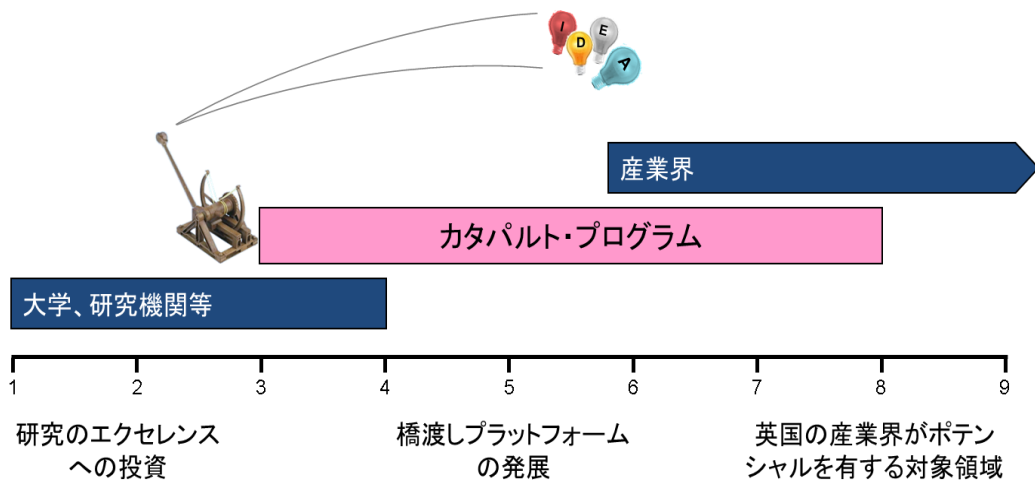 I
D
E
A
産業界
カタパルト・プログラム
大学、研究機関等
1 2 3 4 5 6 7 8 9
研究のエクセレンス
への投資
橋渡しプラットフォーム
の発展
英国の産業界がポテン
シャルを有する対象領域